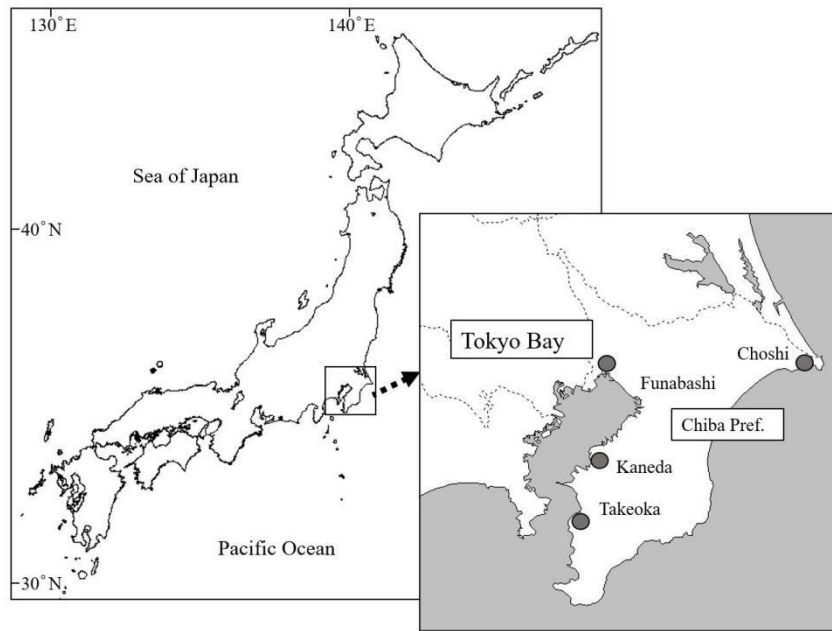 130°E
140°E
Sea of Japan
40°N
Tokyo Bay
Choshi
Funabashi
Chiba Pref.
Kaneda
Takeoka
Pacific Ocean
30°N